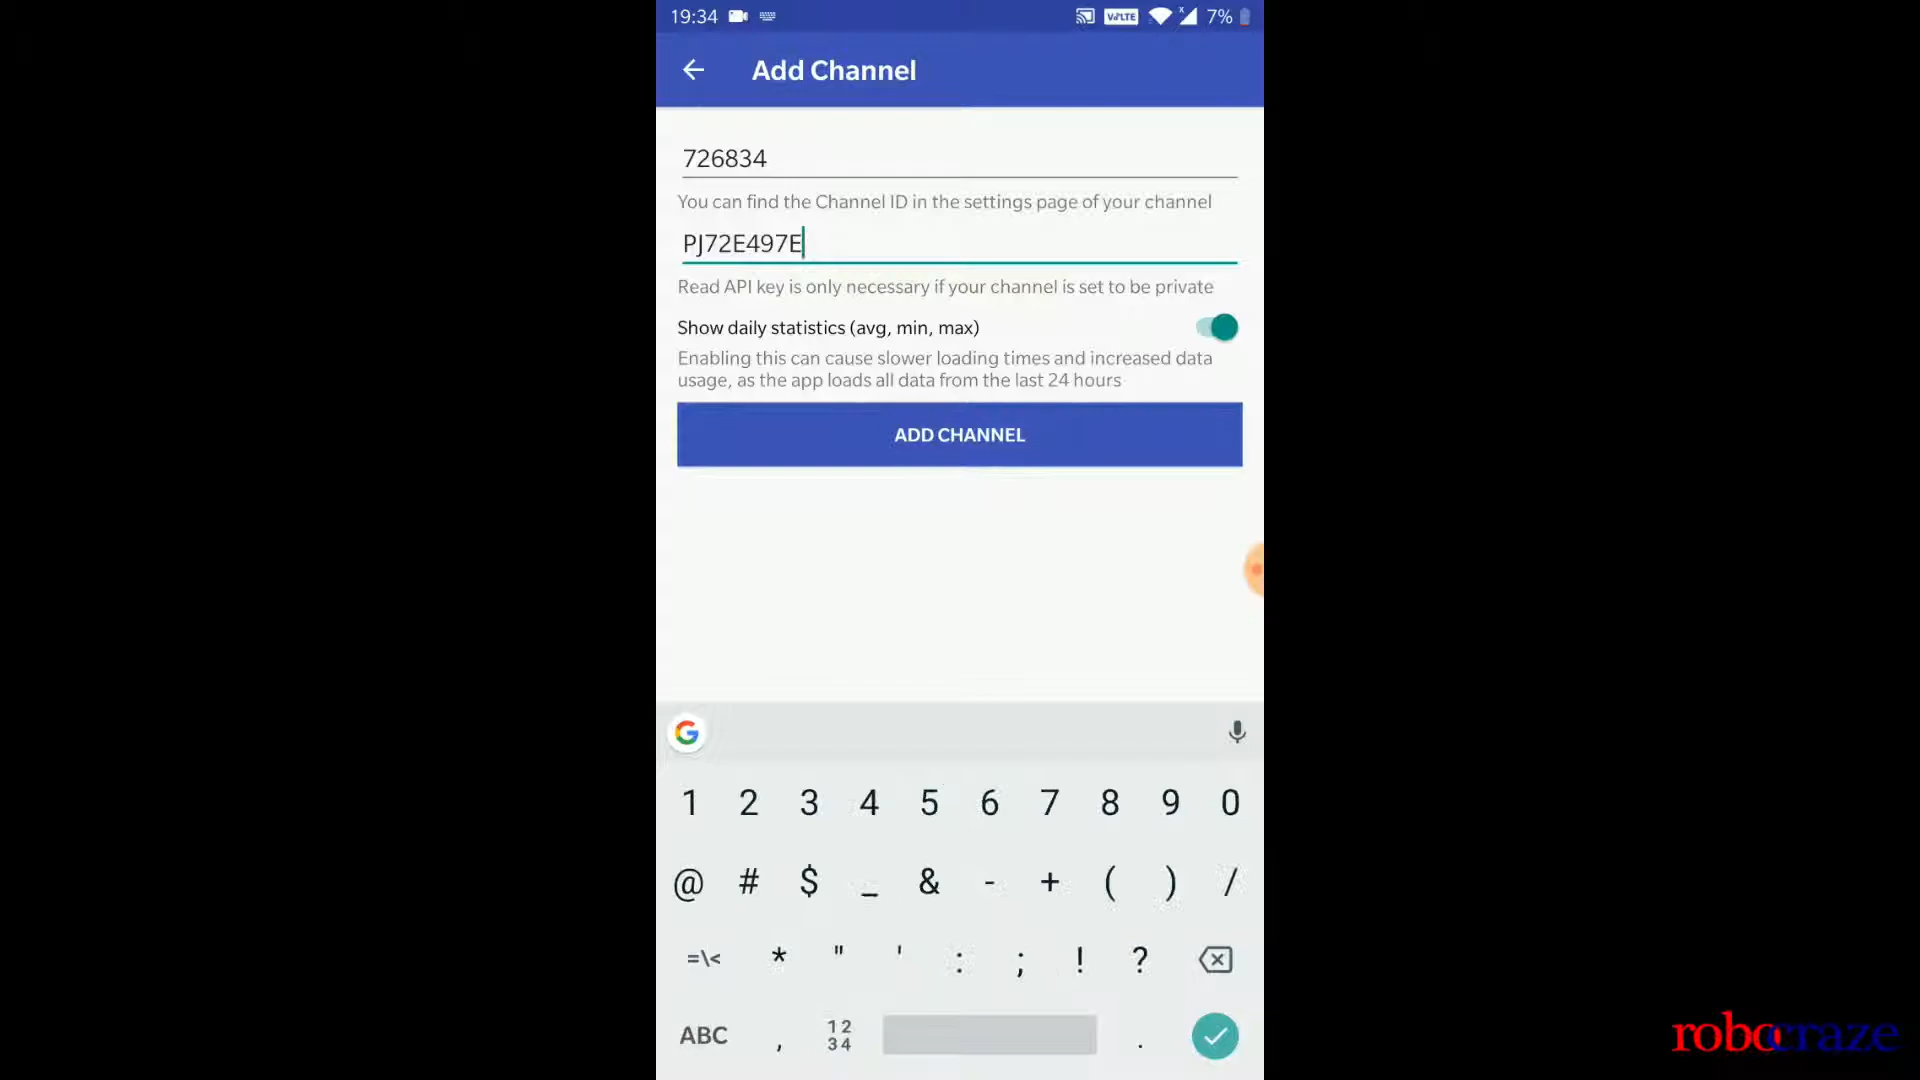 19:34 VoLTE x 7%
Add Channel
726834
You can find the Channel ID in the settings page of your channel
PJ72E497E
Read API key is only necessary if your channel is set to be private
Show daily statistics (avg, min, max)
Enabling this can cause slower loading times and increased data
usage, as the app loads all data from the last 24 hours
ADD CHANNEL
G
1 2 3 4 5 6 7 8 9 0
@ # $ _ & - + ( ) /
=\< * " ' : ; ! ?
ABC , 12 34 .
robocraze